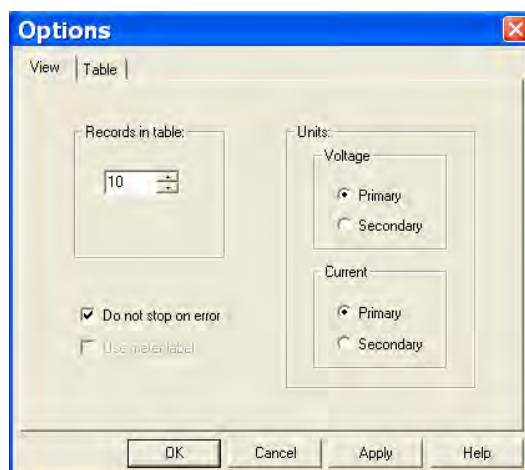 Options
View
Table
Records in table:
10
Do not stop on error
Use meter label
Units:
Voltage
Primary
Secondary
Current
Primary
Secondary
OK
Cancel
Apply
Help